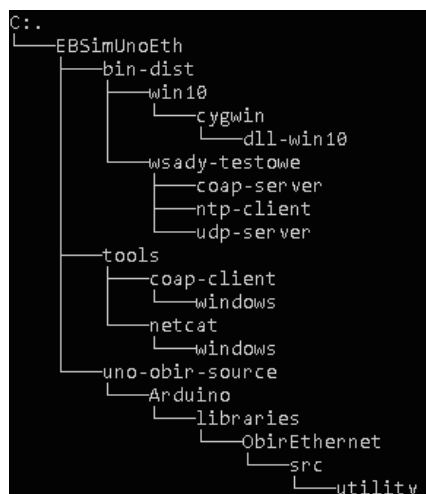 C:.
└───EBSimUnoEth
    ├───bin-dist
    │   ├───win10
    │   │   └───cygwin
    │   │       └───dll-win10
    │   └───wsady-testowe
    │       ├───coap-server
    │       ├───ntp-client
    │       └───udp-server
    ├───tools
    │   ├───coap-client
    │   │   └───windows
    │   └───netcat
    │       └───windows
    └───uno-obir-source
        └───Arduino
            └───libraries
                └───ObirEthernet
                    └───src
                        └───utility